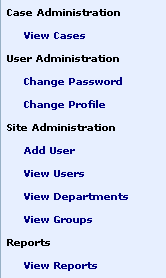 Case Administration
View Cases
User Administration
Change Password
Change Profile
Site Administration
Add User
View Users
View Departments
View Groups
Reports
View Reports